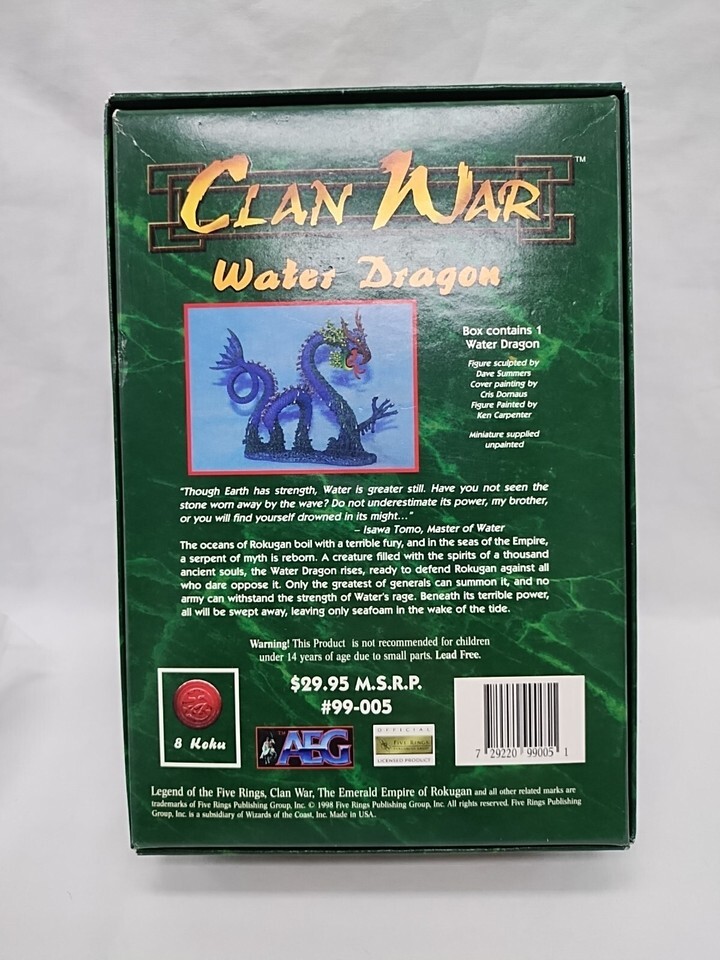 CLAN WAR™
Water Dragon
Box contains 1
Water Dragon
Figure sculpted by
Dave Summers
Cover painting by
Cris Dornaus
Figure Painted by
Ken Carpenter
Miniature supplied
unpainted
"Though Earth has strength, Water is greater still. Have you not seen the
stone worn away by the wave? Do not underestimate its power, my brother,
or you will find yourself drowned in its might..."
– Isawa Tomo, Master of Water
The oceans of Rokugan boil with a terrible fury, and in the seas of the Empire,
a serpent of myth is reborn. A creature filled with the spirits of a thousand
ancient souls, the Water Dragon rises, ready to defend Rokugan against all
who dare oppose it. Only the greatest of generals can summon it, and no
army can withstand the strength of Water's rage. Beneath its terrible power,
all will be swept away, leaving only seafoam in the wake of the tide.
Warning! This Product is not recommended for children
under 14 years of age due to small parts. Lead Free.
$29.95 M.S.R.P.
#99-005
8 Koku
TM AEG
OFFICIAL
FIVE RINGS
LICENSED PRODUCT
7 29220 99005 1
Legend of the Five Rings, Clan War, The Emerald Empire of Rokugan and all other related marks are
trademarks of Five Rings Publishing Group, Inc. © 1998 Five Rings Publishing Group, Inc. All rights reserved. Five Rings Publishing
Group, Inc. is a subsidiary of Wizards of the Coast, Inc. Made in USA.